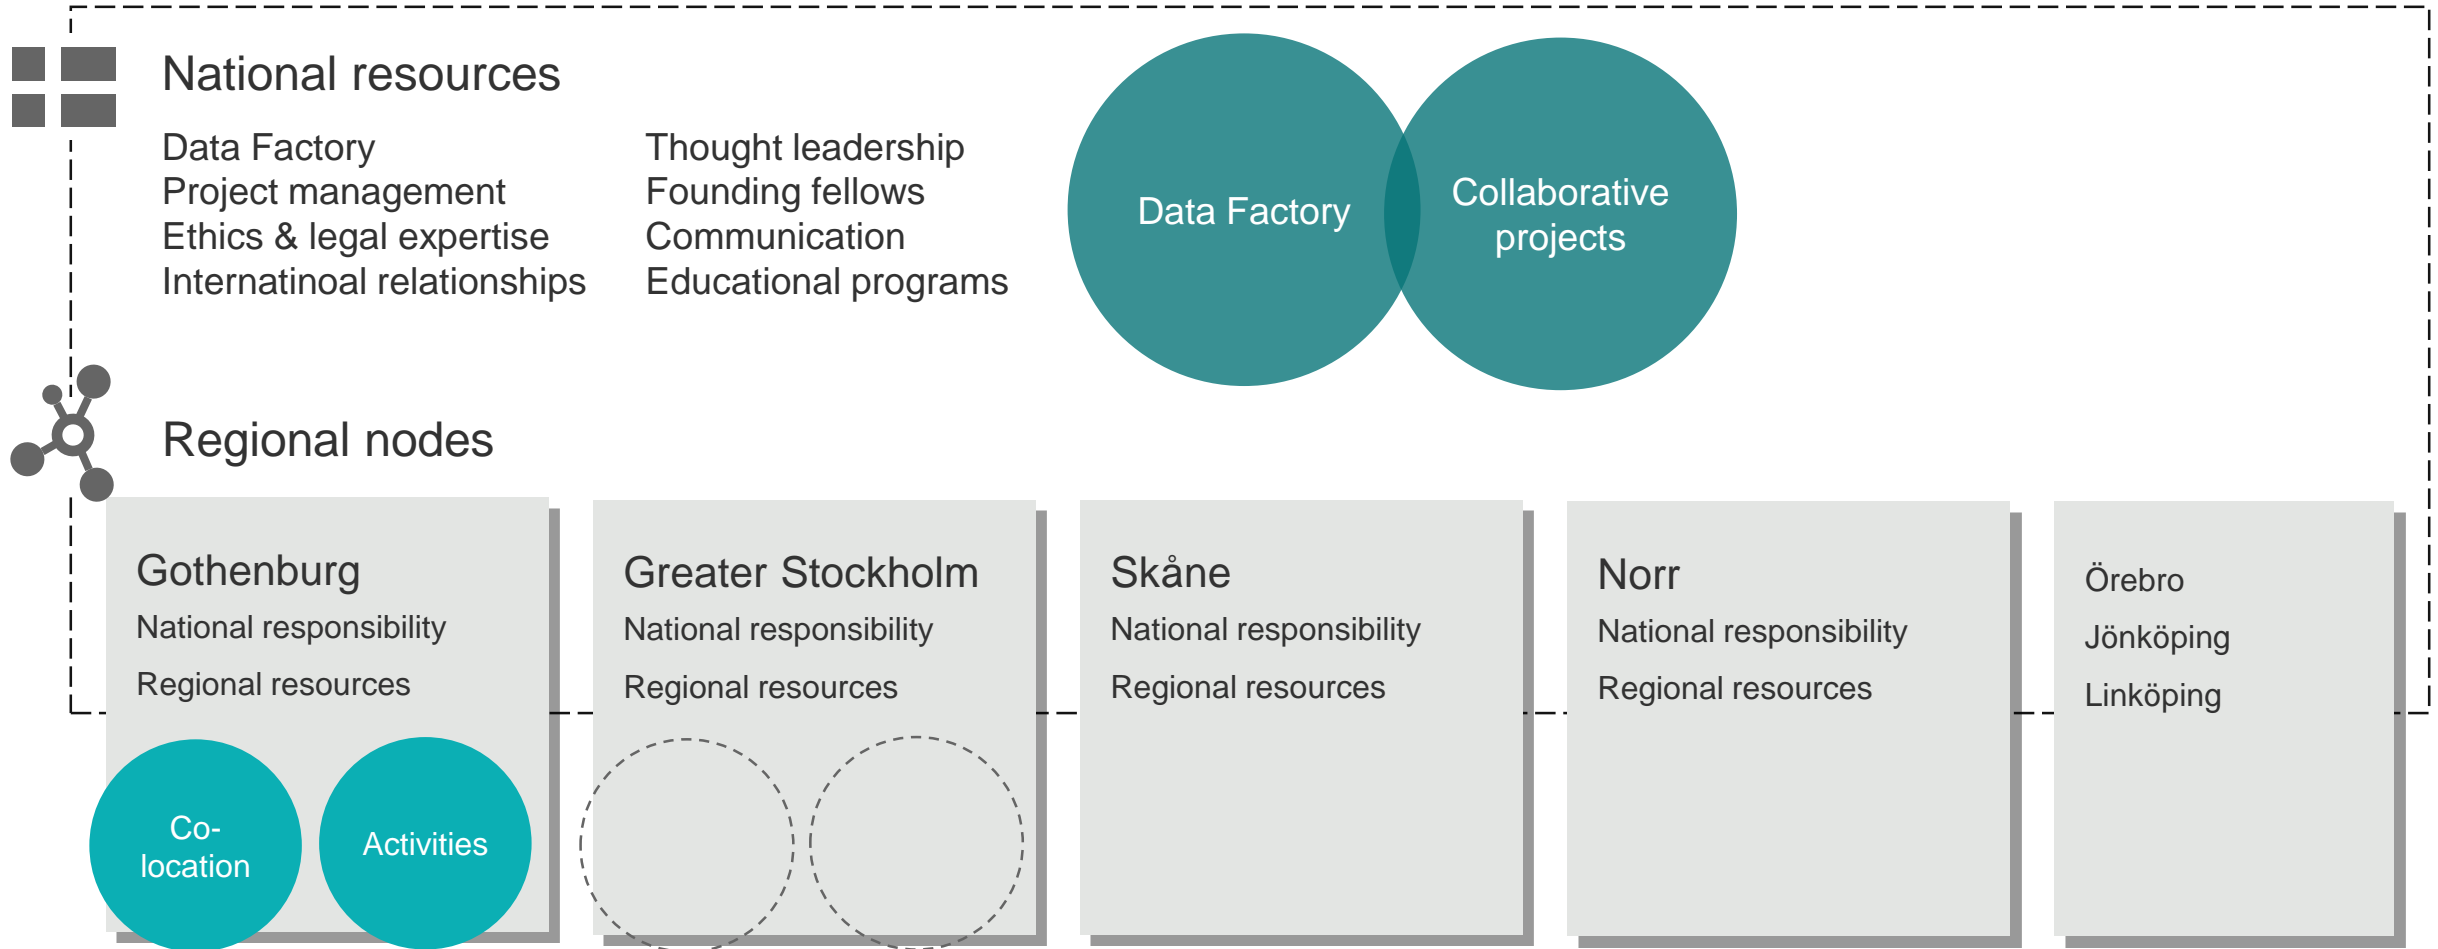 National resources
Data Factory
Project management
Ethics & legal expertise
Internatinoal relationships
Thought leadership
Founding fellows
Communication
Educational programs
Data Factory
Collaborative
projects
Regional nodes
Gothenburg
National responsibility
Regional resources
Co-
location
Activities
Greater Stockholm
National responsibility
Regional resources
Skåne
National responsibility
Regional resources
Norr
National responsibility
Regional resources
Örebro
Jönköping
Linköping